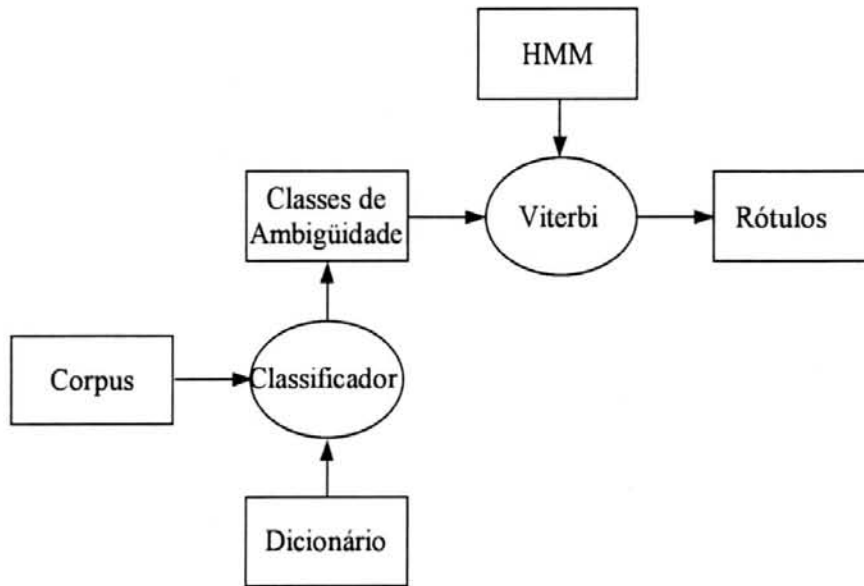 HMM
Classes de
Ambigüidade
Viterbi
Rótulos
Corpus
Classificador
Dicionário